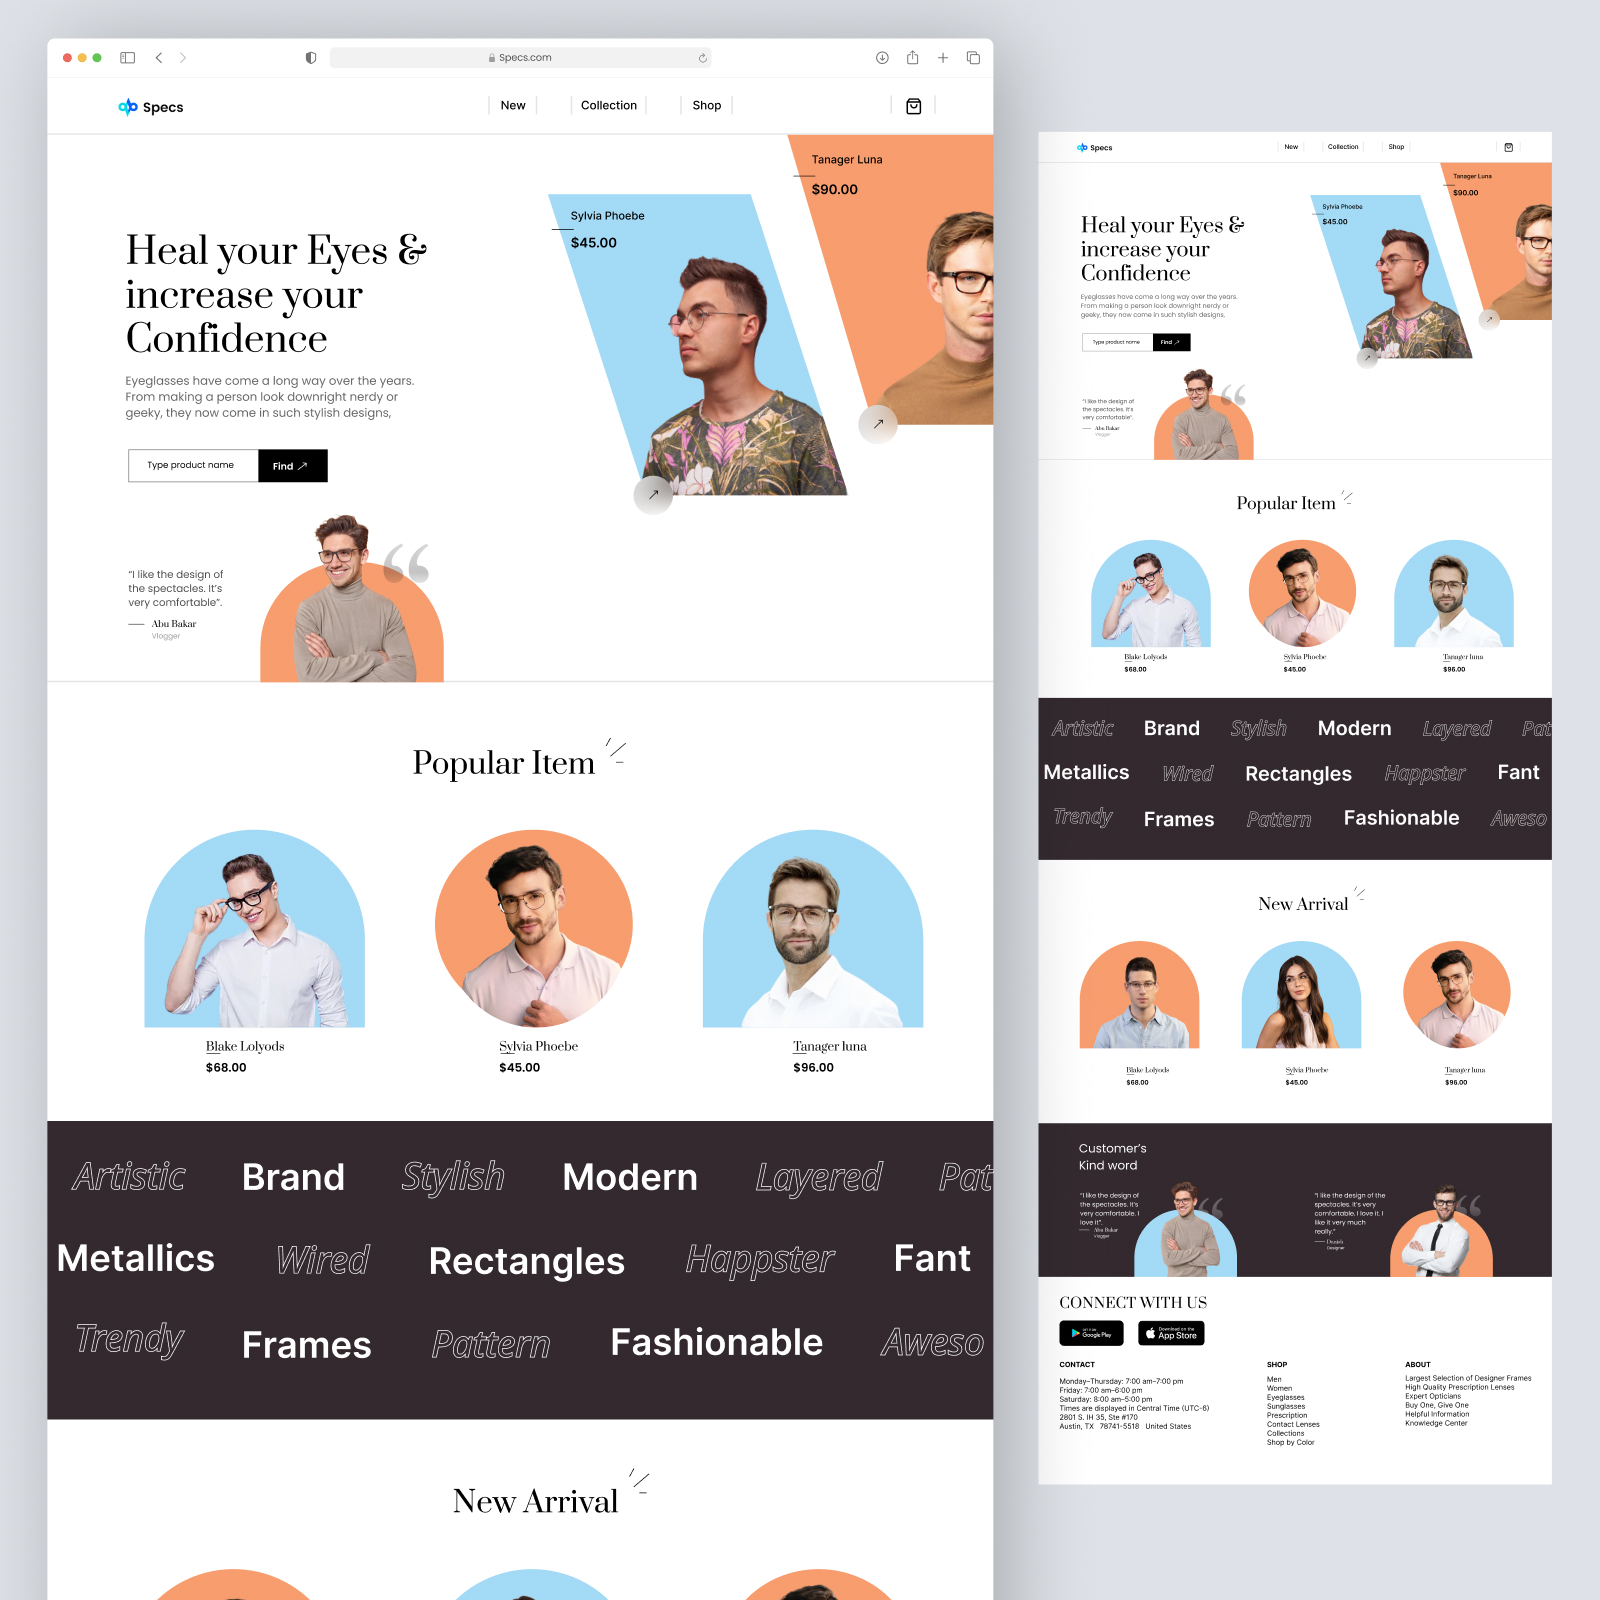 Specs.com
Specs
New
Collection
Shop
Tanager Luna
$90.00
Sylvia Phoebe
$45.00
Heal your Eyes &
increase your
Confidence
Eyeglasses have come a long way over the years.
From making a person look downright nerdy or
geeky, they now come in such stylish designs,
Type product name
Find
“I like the design of
the spectacles. It’s
very comfortable”.
Abu Bakar
Vlogger
Popular Item
Blake Lolyods
$68.00
Sylvia Phoebe
$45.00
Tanager luna
$96.00
Artistic Brand Stylish Modern Layered Pat
Metallics Wired Rectangles Happster Fant
Trendy Frames Pattern Fashionable Aweso
New Arrival
Specs
New
Collection
Shop
Tanager Luna
$90.00
Sylvia Phoebe
$45.00
Heal your Eyes &
increase your
Confidence
Eyeglasses have come a long way over the years.
From making a person look downright nerdy or
geeky, they now come in such stylish designs,
Type product name
Find
“I like the design of
the spectacles. It’s
very comfortable”.
Abu Bakar
Vlogger
Popular Item
Blake Lolyods
$68.00
Sylvia Phoebe
$45.00
Tanager luna
$96.00
Artistic Brand Stylish Modern Layered Pat
Metallics Wired Rectangles Happster Fant
Trendy Frames Pattern Fashionable Aweso
New Arrival
Blake Lolyods
$68.00
Sylvia Phoebe
$45.00
Tanager luna
$96.00
Customer’s
Kind word
“I like the design of
the spectacles. It’s
very comfortable. I
love it”.
Abu Bakar
Vlogger
“I like the design of the
spectacles. It’s very
comfortable. I love it. I
like it very much
really.”
Designer
CONNECT WITH US
GET IT ON
Google Play
Download on the
App Store
CONTACT
Monday–Thursday: 7:00 am–7:00 pm
Friday: 7:00 am–6:00 pm
Saturday: 8:00 am–5:00 pm
Times are displayed in Central Time (UTC-6)
2801 S. IH 35, Ste #170
Austin, TX 78741-5518 United States
SHOP
Men
Women
Eyeglasses
Sunglasses
Prescription
Contact Lenses
Collections
Shop by Color
ABOUT
Largest Selection of Designer Frames
High Quality Prescription Lenses
Expert Opticians
Buy One, Give One
Helpful Information
Knowledge Center